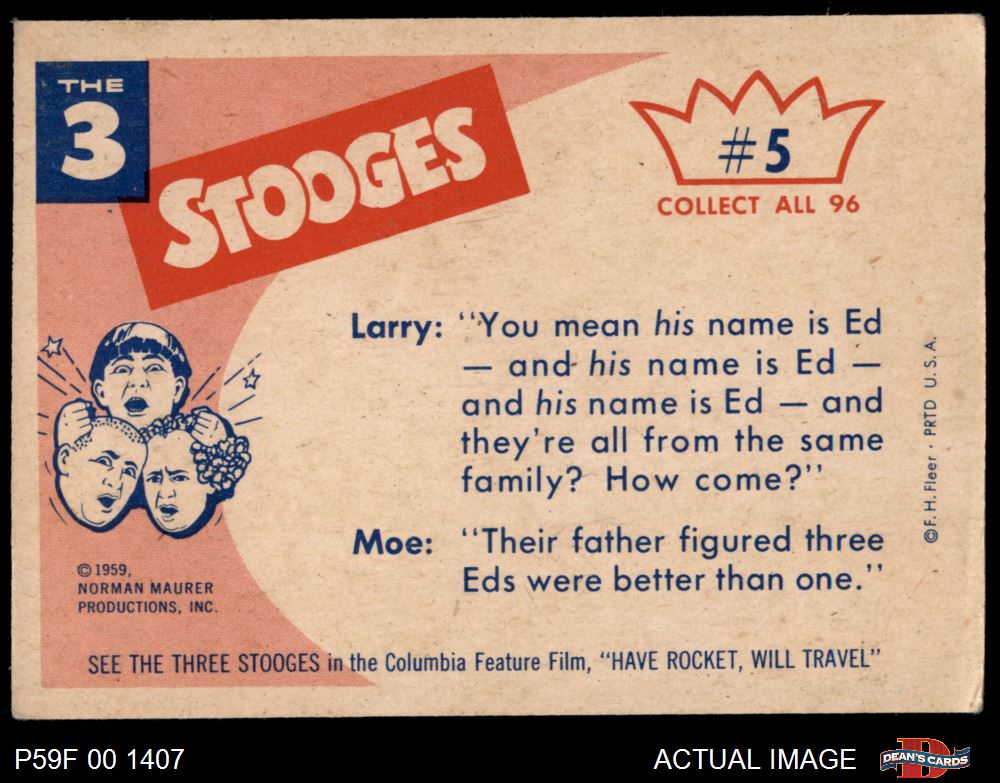 THE
3
STOOGES
#5
COLLECT ALL 96
Larry: "You mean his name is Ed
— and his name is Ed —
and his name is Ed — and
they're all from the same
family? How come?"
Moe: "Their father figured three
Eds were better than one."
©F. H. Fleer · PRTD U. S. A.
© 1959,
NORMAN MAURER
PRODUCTIONS, INC.
SEE THE THREE STOOGES in the Columbia Feature Film, "HAVE ROCKET, WILL TRAVEL"
P59F 00 1407
ACTUAL IMAGE
D
DEAN'S CARDS